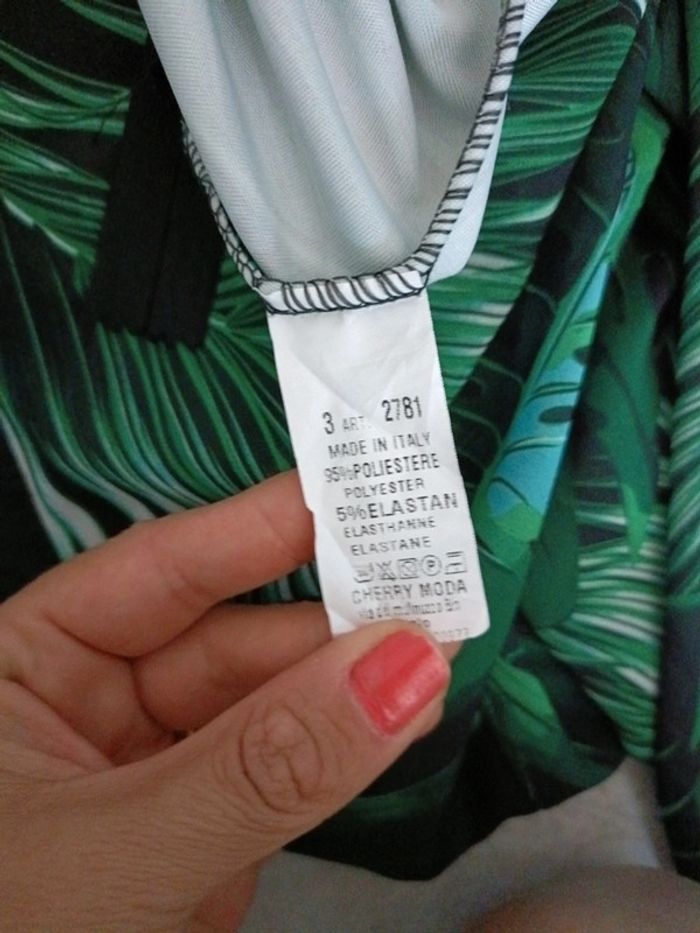 3 ART. 2781
MADE IN ITALY
95%POLIESTERE
POLYESTER
5%ELASTAN
ELASTHANNE
ELASTANE
CHERRY MODA